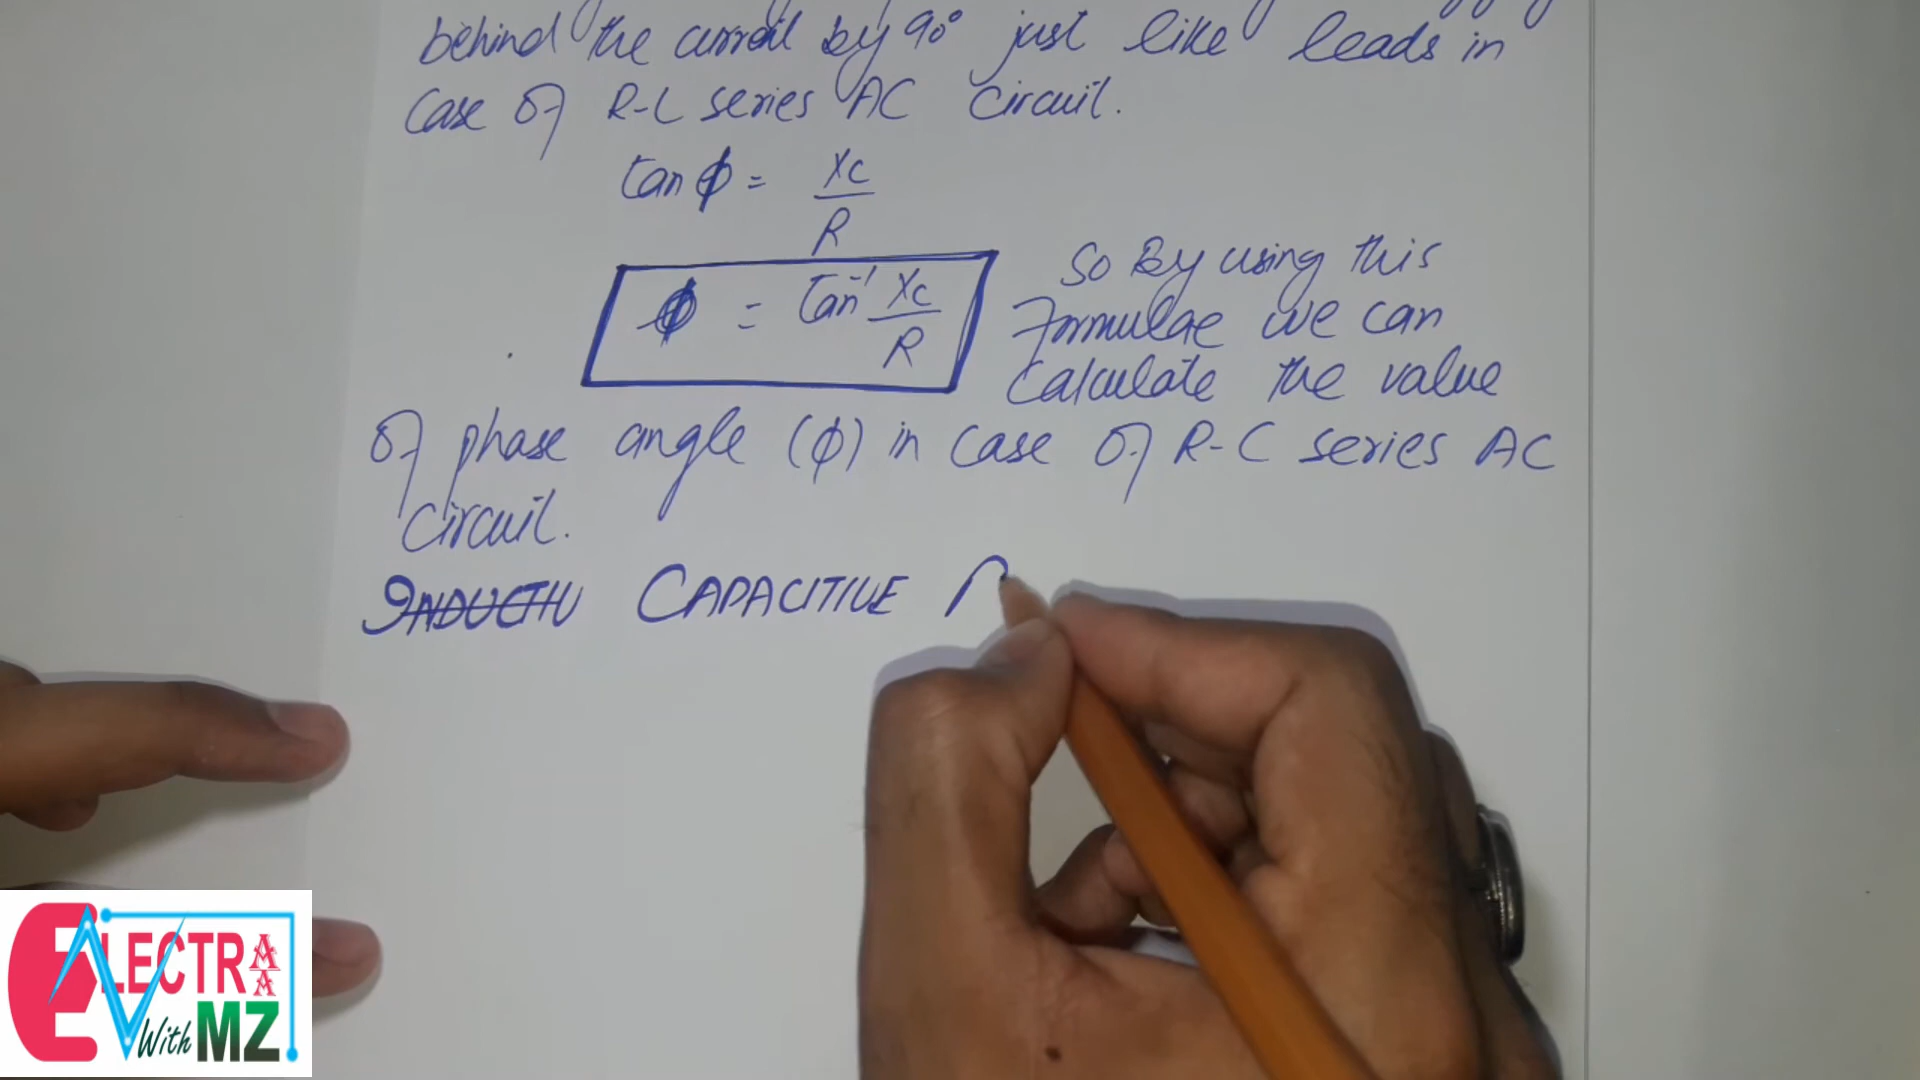 behind the current by 90° just like leads in
case of R-L series AC circuit.
tan ϕ = Xc / R
ϕ = tan⁻¹ Xc / R
So By using this
Formulae we can
calculate the value
of phase angle (ϕ) in case of R-C series AC
circuit.
INDUCTIV CAPACITIVE
ELECTRAAAA
With MZ